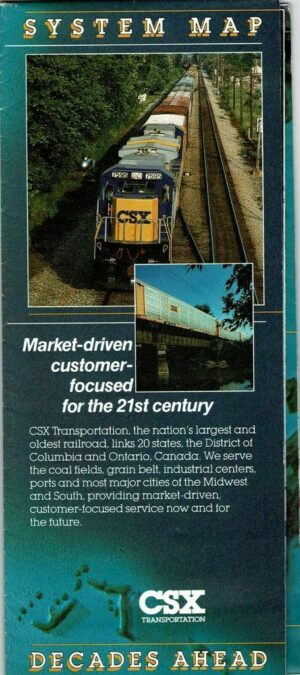 SYSTEM MAP
7595 7595
CSX
Market-driven
customer-
focused
for the 21st century
CSX Transportation, the nation's largest and
oldest railroad, links 20 states, the District of
Columbia and Ontario, Canada. We serve
the coal fields, grain belt, industrial centers,
ports and most major cities of the Midwest
and South, providing market-driven,
customer-focused service now and for
the future.
CSX
TRANSPORTATION
DECADES AHEAD